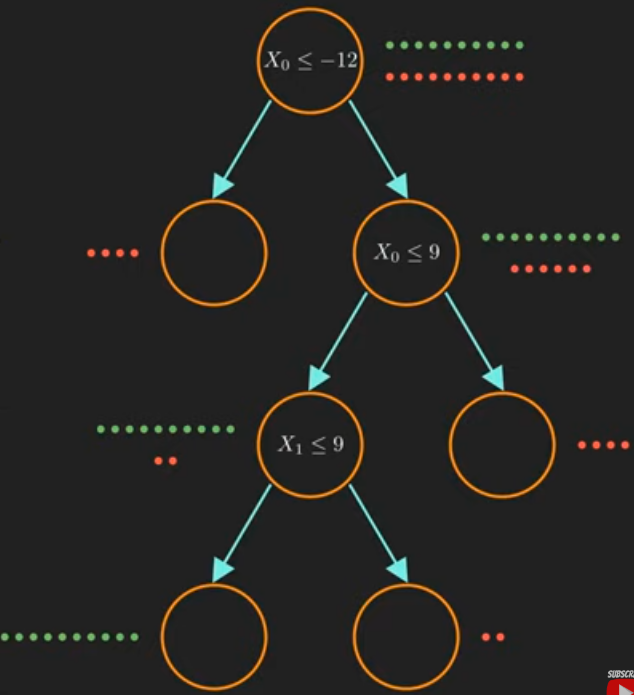 X₀ ≤ −12
X₀ ≤ 9
X₁ ≤ 9